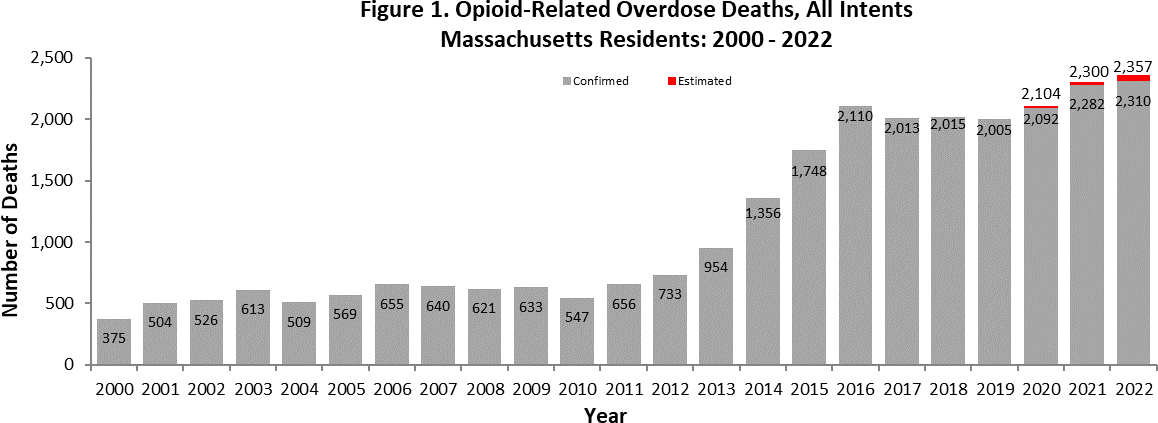 Figure 1. Opioid-Related Overdose Deaths, All Intents
Massachusetts Residents: 2000 - 2022
Confirmed Estimated
Number of Deaths
2,500
2,000
1,500
1,000
500
0
375 504 526 613 509 569 655 640 621 633 547 656 733 954 1,356 1,748 2,110 2,013 2,015 2,005 2,092 2,282 2,310
2,104 2,300 2,357
2000 2001 2002 2003 2004 2005 2006 2007 2008 2009 2010 2011 2012 2013 2014 2015 2016 2017 2018 2019 2020 2021 2022
Year